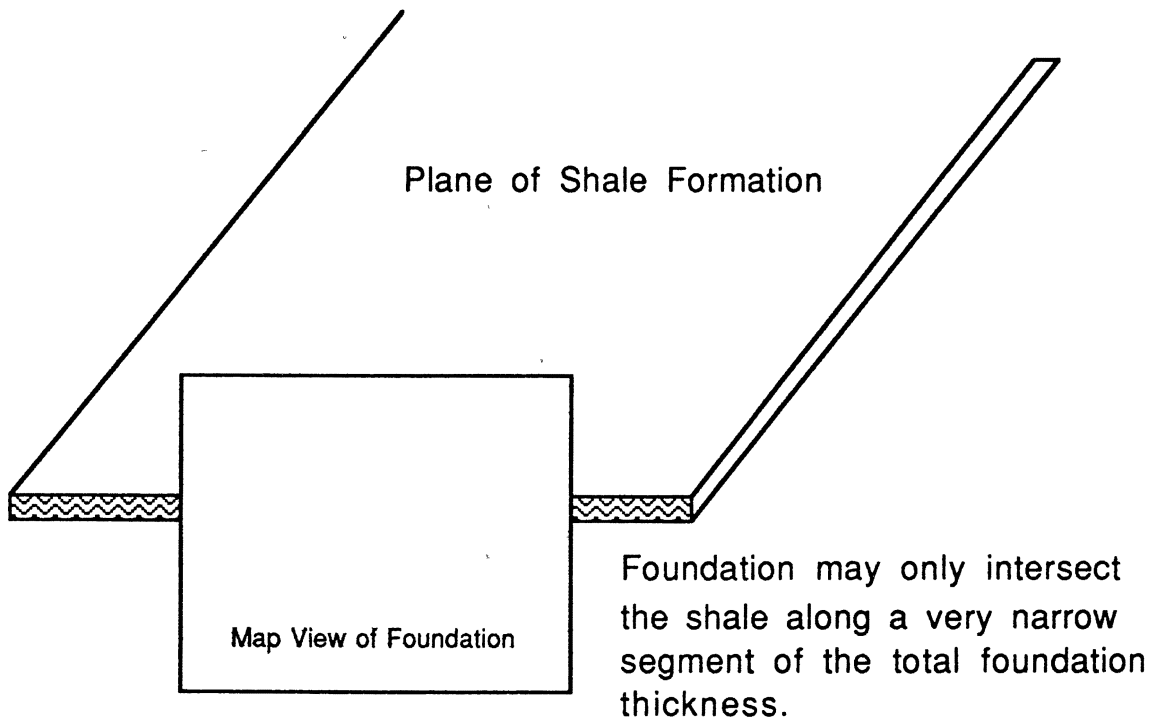 Plane of Shale Formation
Map View of Foundation
Foundation may only intersect
the shale along a very narrow
segment of the total foundation
thickness.